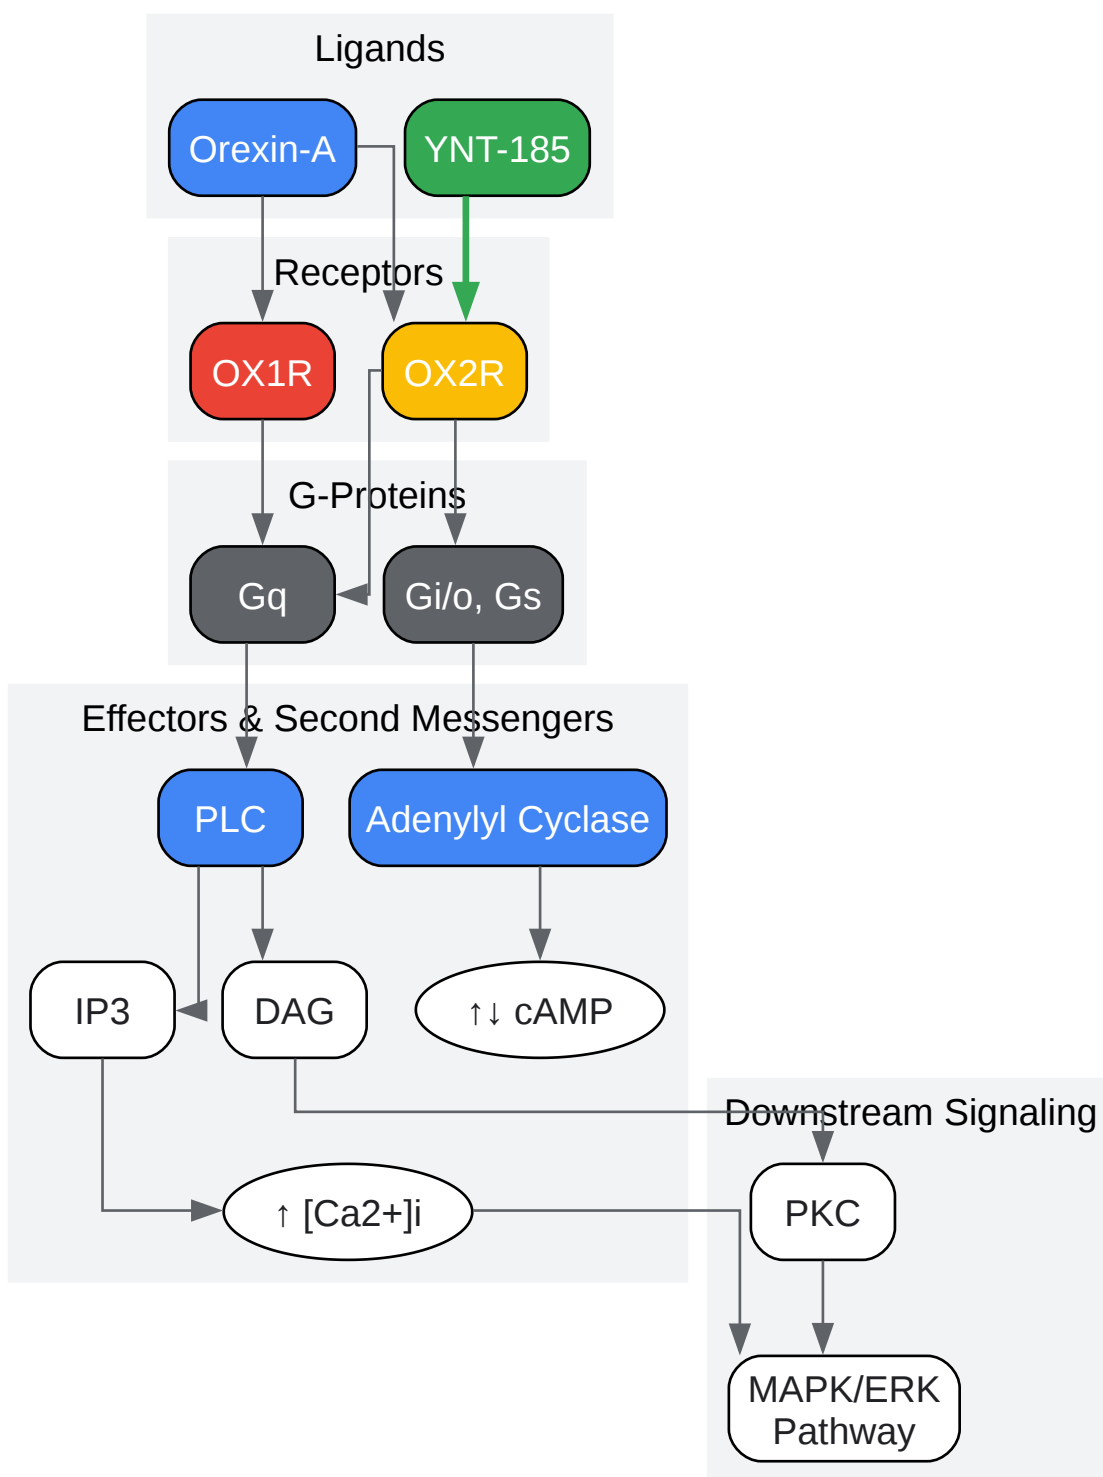 Ligands
Orexin-A
YNT-185
Receptors
OX1R
OX2R
G-Proteins
Gq
Gi/o, Gs
Effectors & Second Messengers
PLC
Adenylyl Cyclase
IP3
DAG
↑↓ cAMP
Downstream Signaling
↑ [Ca2+]i
PKC
MAPK/ERK
Pathway